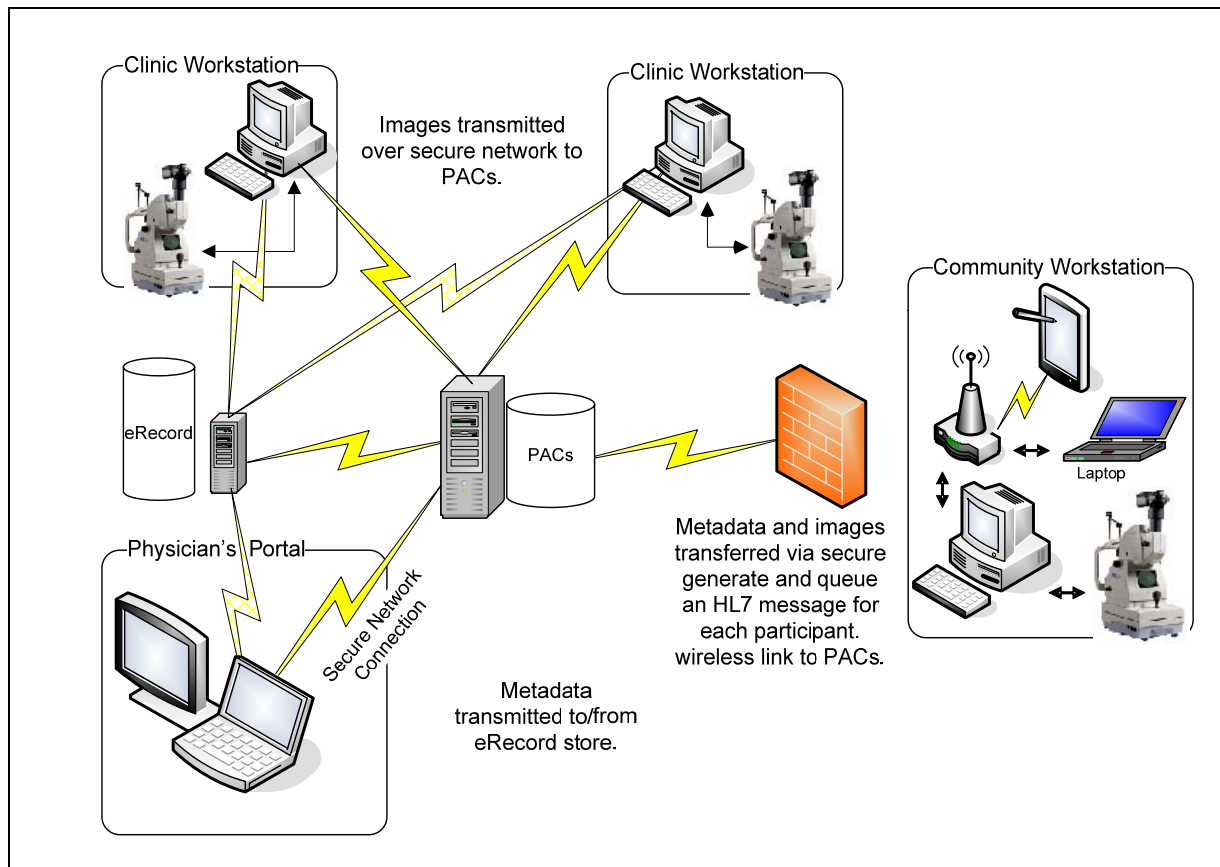 Clinic Workstation
Clinic Workstation
Images transmitted
over secure network to
PACs.
Community Workstation
eRecord
PACs
Laptop
Metadata and images
transferred via secure
generate and queue
an HL7 message for
each participant.
wireless link to PACs.
Physician's Portal
Secure Network
Connection
Metadata
transmitted to/from
eRecord store.